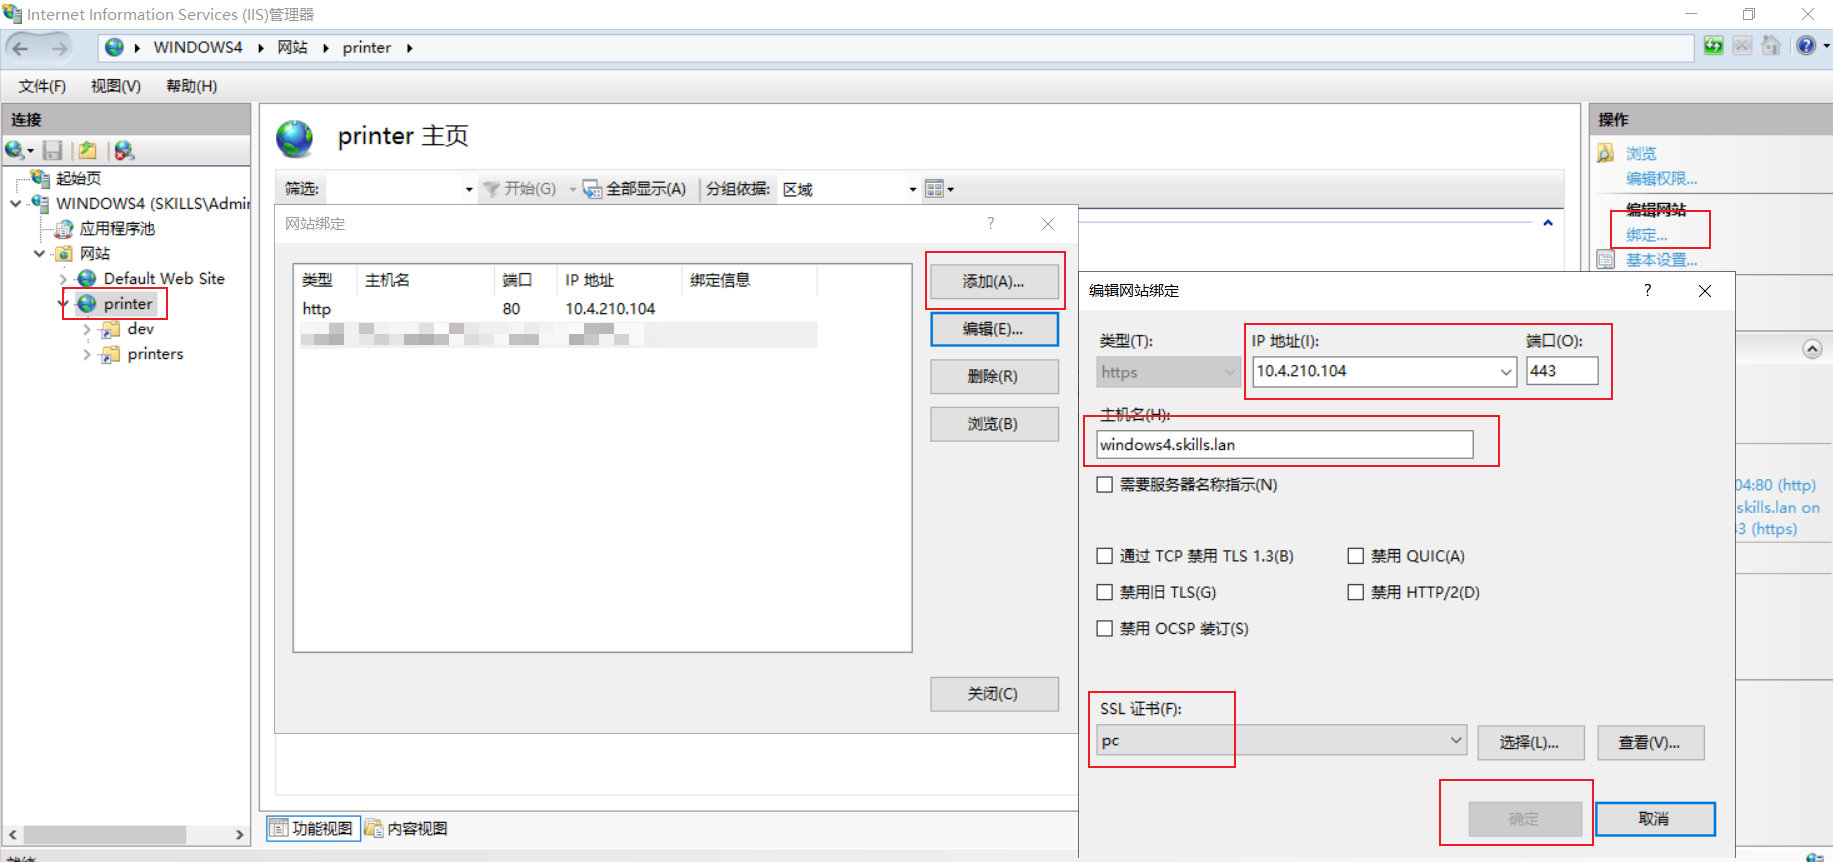 Internet Information Services (IIS)管理器
WINDOWS4 网站 printer
文件(F) 视图(V) 帮助(H)
连接
起始页
WINDOWS4 (SKILLS\Admir
应用程序池
网站
Default Web Site
printer
dev
printers
printer 主页
筛选: 开始(G) 全部显示(A) 分组依据: 区域
网站绑定
类型 主机名 端口 IP 地址 绑定信息
http 80 10.4.210.104
添加(A)...
编辑(E)...
删除(R)
浏览(B)
关闭(C)
功能视图 内容视图
操作
浏览
编辑权限...
编辑网站
绑定...
基本设置...
编辑网站绑定
类型(T): IP 地址(I): 端口(O):
https 10.4.210.104 443
主机名(H):
windows4.skills.lan
需要服务器名称指示(N)
通过 TCP 禁用 TLS 1.3(B) 禁用 QUIC(A)
禁用旧 TLS(G) 禁用 HTTP/2(D)
禁用 OCSP 装订(S)
SSL 证书(F):
pc 选择(L)... 查看(V)...
确定 取消
04:80 (http)
skills.lan on
3 (https)